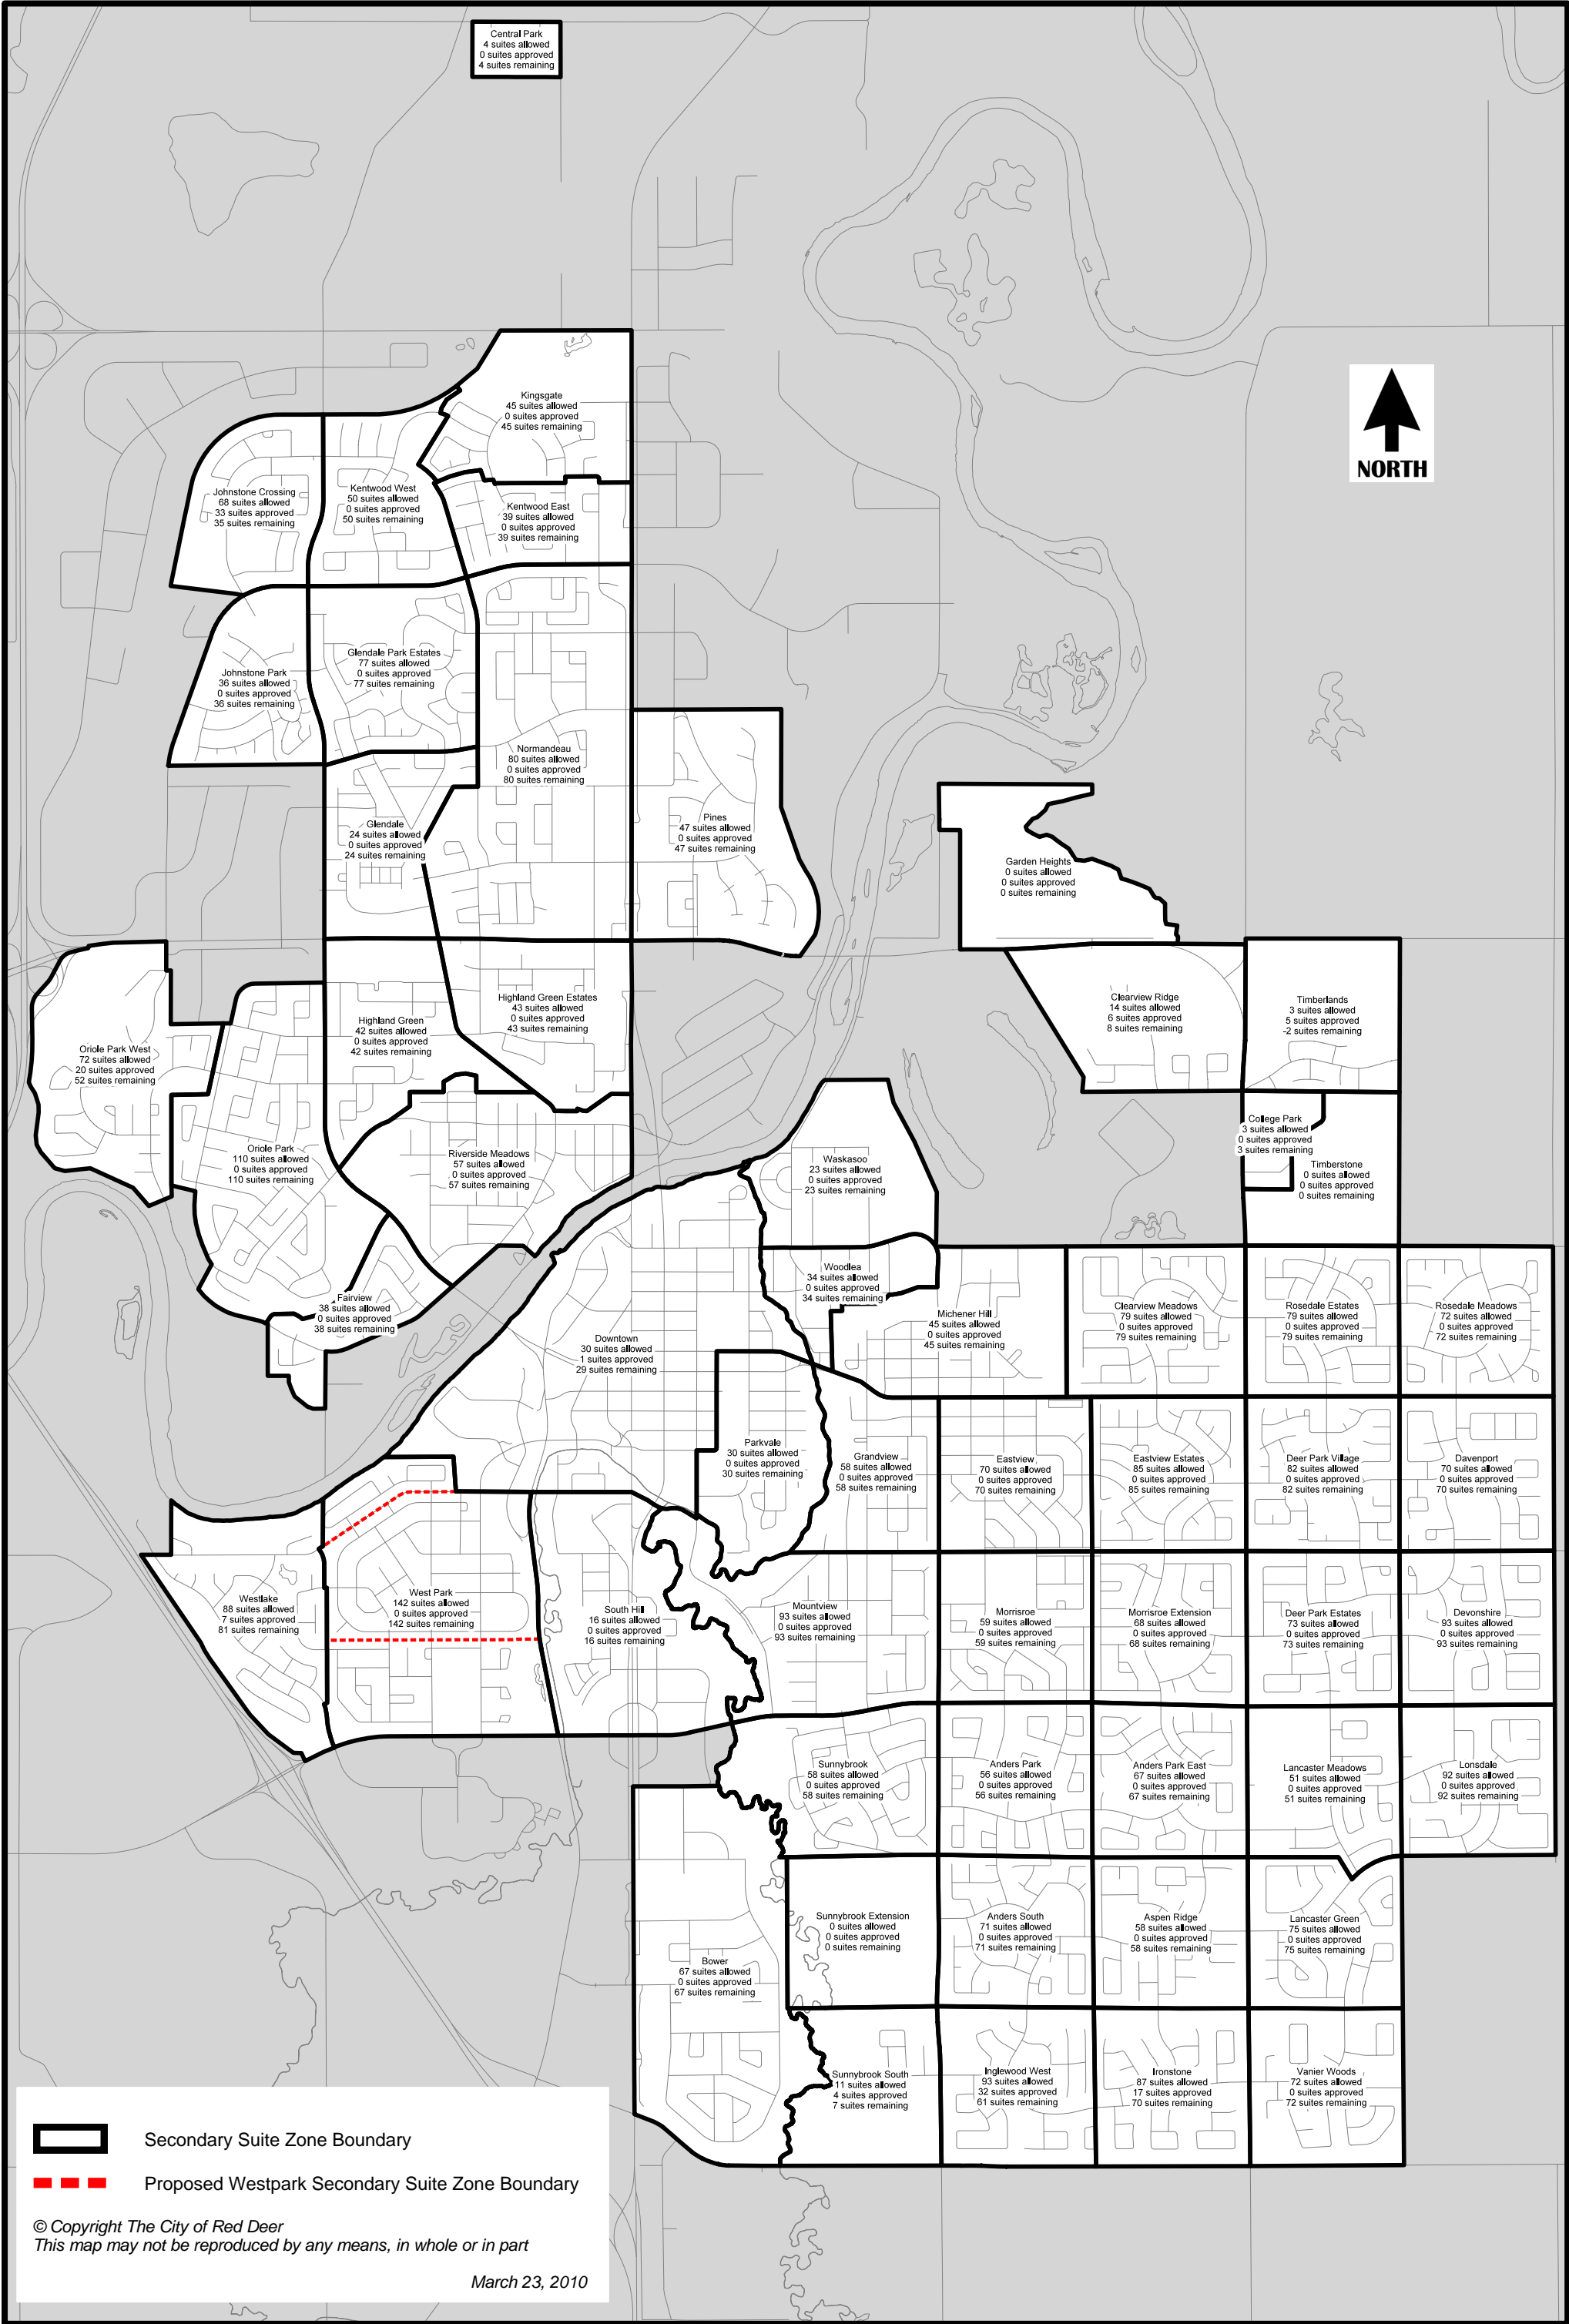 Central Park
4 suites allowed
0 suites approved
4 suites remaining
Kingsgate
45 suites allowed
0 suites approved
45 suites remaining
NORTH
Johnstone Crossing
68 suites allowed
33 suites approved
35 suites remaining
Kentwood West
50 suites allowed
0 suites approved
50 suites remaining
Kentwood East
39 suites allowed
0 suites approved
39 suites remaining
Johnstone Park
36 suites allowed
0 suites approved
36 suites remaining
Glendale Park Estates
77 suites allowed
0 suites approved
77 suites remaining
Normandeau
80 suites allowed
0 suites approved
80 suites remaining
Glendale
24 suites allowed
0 suites approved
24 suites remaining
Pines
47 suites allowed
0 suites approved
47 suites remaining
Garden Heights
0 suites allowed
0 suites approved
0 suites remaining
Highland Green Estates
43 suites allowed
0 suites approved
43 suites remaining
Clearview Ridge
14 suites allowed
6 suites approved
8 suites remaining
Timberlands
3 suites allowed
5 suites approved
-2 suites remaining
Highland Green
42 suites allowed
0 suites approved
42 suites remaining
Oriole Park West
72 suites allowed
20 suites approved
52 suites remaining
College Park
3 suites allowed
0 suites approved
3 suites remaining
Oriole Park
110 suites allowed
0 suites approved
110 suites remaining
Riverside Meadows
57 suites allowed
0 suites approved
57 suites remaining
Waskasoo
23 suites allowed
0 suites approved
23 suites remaining
Timberstone
0 suites allowed
0 suites approved
0 suites remaining
Woodlea
34 suites allowed
0 suites approved
34 suites remaining
Fairview
38 suites allowed
0 suites approved
38 suites remaining
Michener Hill
45 suites allowed
0 suites approved
45 suites remaining
Clearview Meadows
79 suites allowed
0 suites approved
79 suites remaining
Rosedale Estates
79 suites allowed
0 suites approved
79 suites remaining
Rosedale Meadows
72 suites allowed
0 suites approved
72 suites remaining
Downtown
30 suites allowed
1 suites approved
29 suites remaining
Parkvale
30 suites allowed
0 suites approved
30 suites remaining
Grandview
58 suites allowed
0 suites approved
58 suites remaining
Eastview
70 suites allowed
0 suites approved
70 suites remaining
Eastview Estates
85 suites allowed
0 suites approved
85 suites remaining
Deer Park Village
82 suites allowed
0 suites approved
82 suites remaining
Davenport
70 suites allowed
0 suites approved
70 suites remaining
Westlake
88 suites allowed
7 suites approved
81 suites remaining
West Park
142 suites allowed
0 suites approved
142 suites remaining
South Hill
16 suites allowed
0 suites approved
16 suites remaining
Mountview
93 suites allowed
0 suites approved
93 suites remaining
Morrisroe
59 suites allowed
0 suites approved
59 suites remaining
Morrisroe Extension
68 suites allowed
0 suites approved
68 suites remaining
Deer Park Estates
73 suites allowed
0 suites approved
73 suites remaining
Devonshire
93 suites allowed
0 suites approved
93 suites remaining
Sunnybrook
58 suites allowed
0 suites approved
58 suites remaining
Anders Park
56 suites allowed
0 suites approved
56 suites remaining
Anders Park East
67 suites allowed
0 suites approved
67 suites remaining
Lancaster Meadows
51 suites allowed
0 suites approved
51 suites remaining
Lonsdale
92 suites allowed
0 suites approved
92 suites remaining
Sunnybrook Extension
0 suites allowed
0 suites approved
0 suites remaining
Anders South
71 suites allowed
0 suites approved
71 suites remaining
Aspen Ridge
58 suites allowed
0 suites approved
58 suites remaining
Lancaster Green
75 suites allowed
0 suites approved
75 suites remaining
Bower
67 suites allowed
0 suites approved
67 suites remaining
Sunnybrook South
11 suites allowed
4 suites approved
7 suites remaining
Inglewood West
93 suites allowed
32 suites approved
61 suites remaining
Ironstone
87 suites allowed
17 suites approved
70 suites remaining
Vanier Woods
72 suites allowed
0 suites approved
72 suites remaining
Secondary Suite Zone Boundary
Proposed Westpark Secondary Suite Zone Boundary
© Copyright The City of Red Deer
This map may not be reproduced by any means, in whole or in part
March 23, 2010